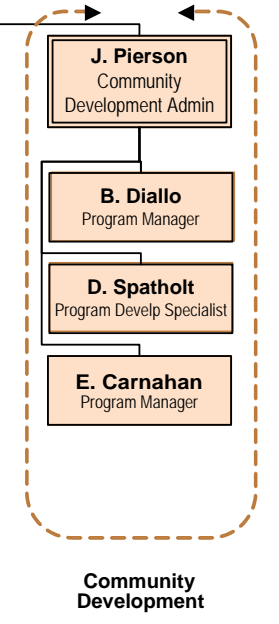 J. Pierson
Community
Development Admin
B. Diallo
Program Manager
D. Spatholt
Program Develp Specialist
E. Carnahan
Program Manager
Community
Development